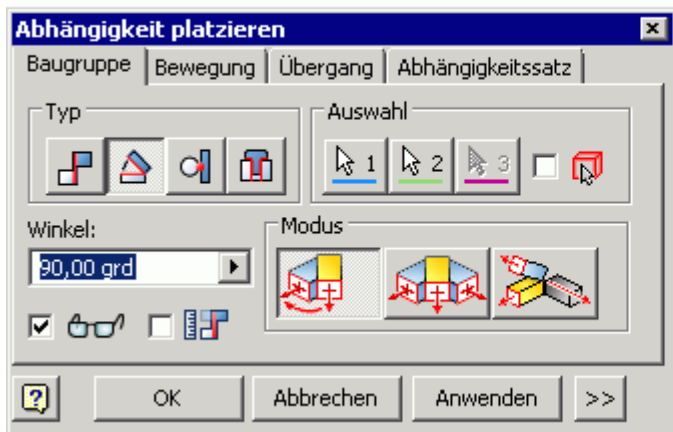 Abhängigkeit platzieren
Baugruppe Bewegung Übergang Abhängigkeitssatz
Typ Auswahl
1 2 3
Winkel: Modus
90,00 grd
OK Abbrechen Anwenden >>